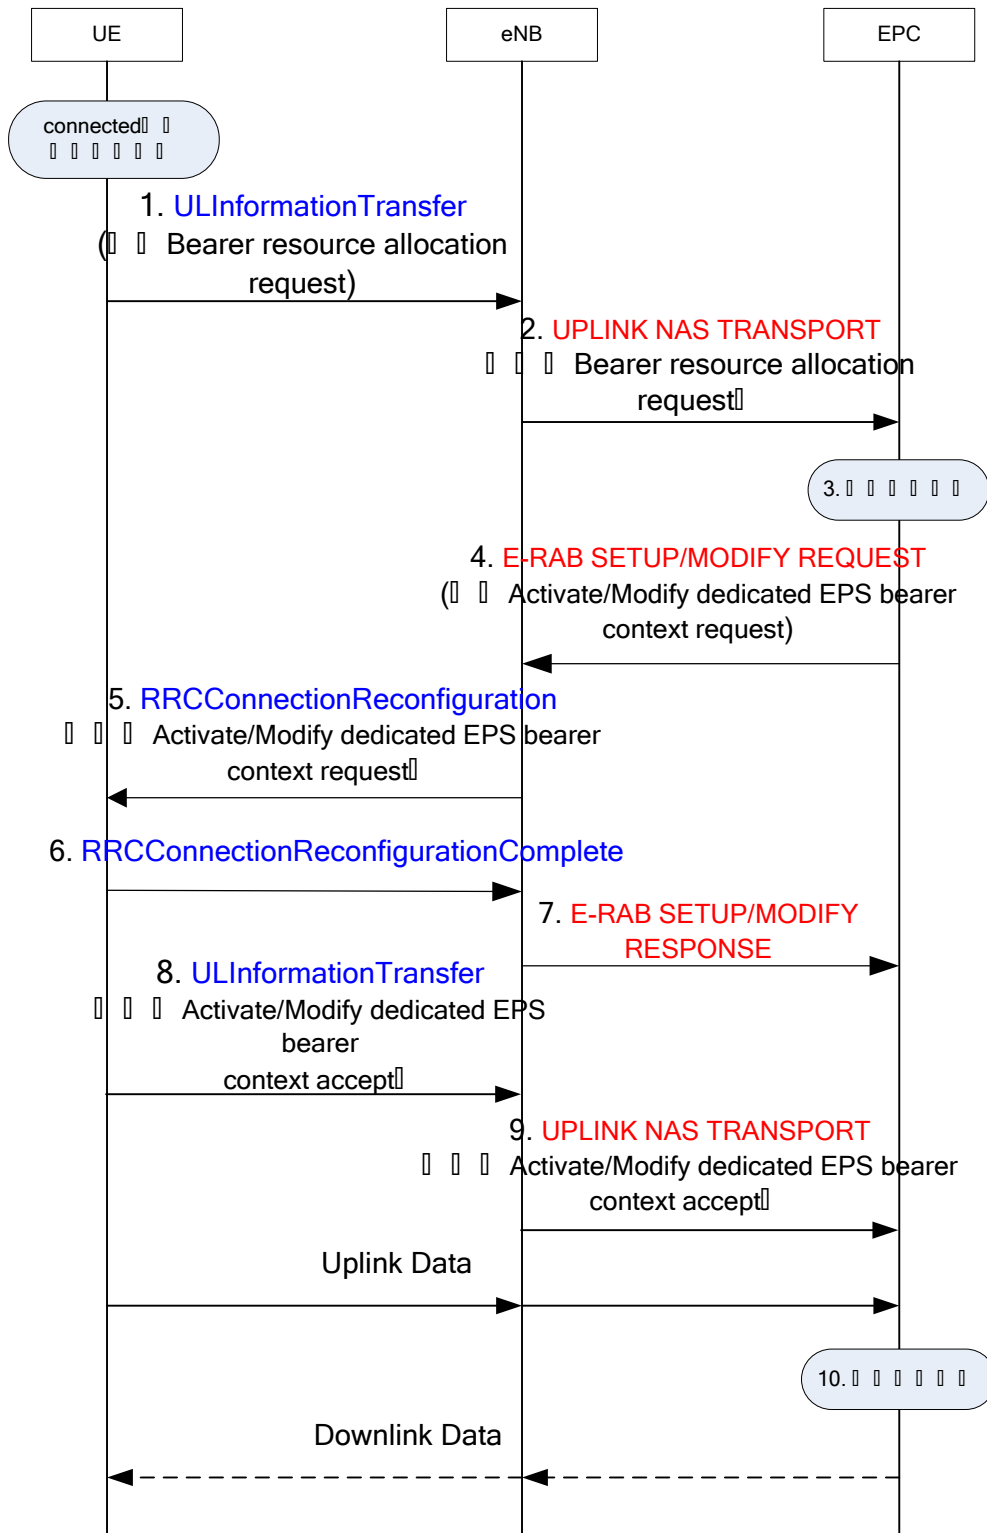 UE
eNB
EPC
connected
1. ULInformationTransfer
( Bearer resource allocation
request)
2. UPLINK NAS TRANSPORT
Bearer resource allocation
request
3.
4. E-RAB SETUP/MODIFY REQUEST
( Activate/Modify dedicated EPS bearer
context request)
5. RRCConnectionReconfiguration
Activate/Modify dedicated EPS bearer
context request
6. RRCConnectionReconfigurationComplete
7. E-RAB SETUP/MODIFY
RESPONSE
8. ULInformationTransfer
Activate/Modify dedicated EPS
bearer
context accept
9. UPLINK NAS TRANSPORT
Activate/Modify dedicated EPS bearer
context accept
Uplink Data
10.
Downlink Data